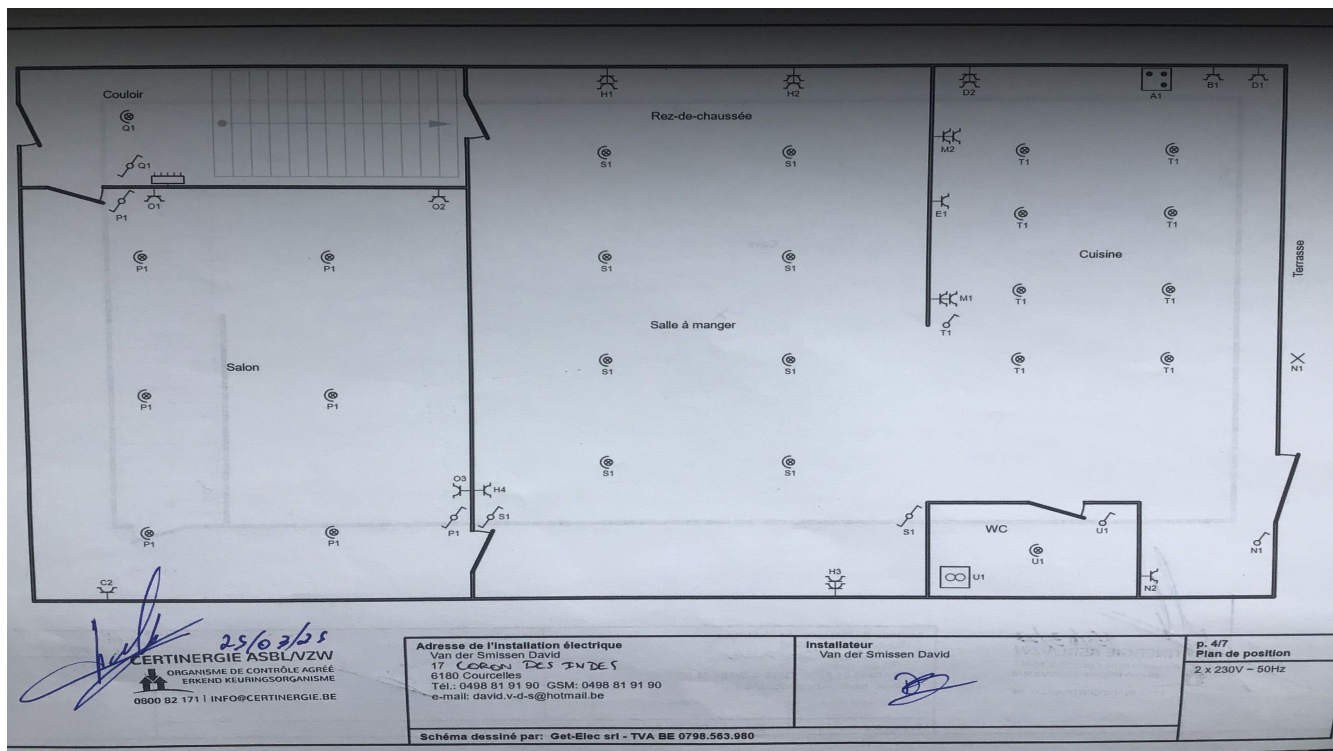 Couloir
Q1
Q1
P1
O1
O2
H1
H2
Rez-de-chaussée
D2
A1
B1
D1
M2
E1
M1
T1
S1
S1
T1
T1
T1
T1
P1
P1
S1
S1
Cuisine
Terrasse
T1
T1
Salle à manger
Salon
S1
S1
T1
T1
N1
P1
P1
S1
S1
O3
H4
P1
S1
P1
P1
S1
WC
U1
U1
U1
N1
N2
C2
H3
25/03/25
CERTINERGIE ASBL/VZW
ORGANISME DE CONTRÔLE AGRÉÉ
ERKEND KEURINGSORGANISME
0800 82 171 | INFO@CERTINERGIE.BE
Adresse de l'installation électrique
Van der Smissen David
17 CORON DES INDES
6180 Courcelles
Tél.: 0498 81 91 90 GSM: 0498 81 91 90
e-mail: david.v-d-s@hotmail.be
Installateur
Van der Smissen David
p. 4/7
Plan de position
2 x 230V ~ 50Hz
Schéma dessiné par: Get-Elec srl - TVA BE 0798.563.980